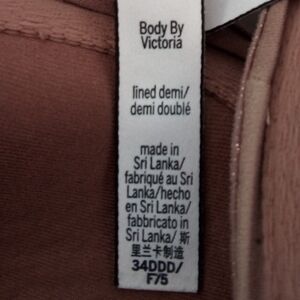 Body By
Victoria
lined demi/
demi doublé
made in
Sri Lanka/
fabriqué au Sri
Lanka/hecho
en Sri Lanka/
fabbricato in
Sri Lanka/ 斯
里兰卡制造
34DDD/
F75